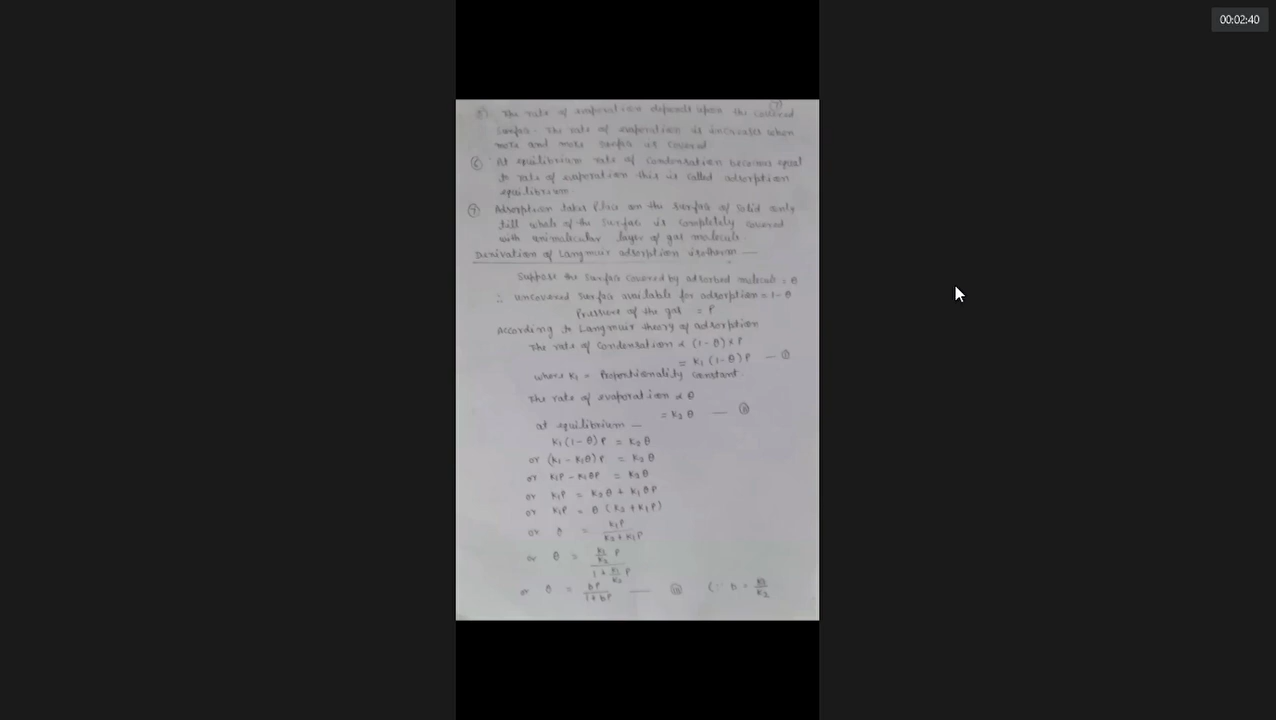 00:02:40
(7)
5) The rate of evaporation depends upon the covered
surface. The rate of evaporation is increases when
more and more surface is covered.
⑥ At equilibrium rate of condensation becomes equal
to rate of evaporation this is called adsorption
equilibrium.
⑦ Adsorption takes place on the surface of solid only
till whole of the surface is completely covered
with unimolecular layer of gas molecule.
Derivation of Langmuir adsorption isotherm —
Suppose the surface covered by adsorbed molecule = θ
∴ uncovered surface available for adsorption = 1-θ
Pressure of the gas = P
According to Langmuir theory of adsorption
The rate of condensation ∝ (1-θ) x P
= K₁ (1-θ) P — Ⓘ
where K₁ = Proportionality constant.
The rate of evaporation ∝ θ
= K₂ θ — Ⅱ
at equilibrium —
K₁ (1-θ) P = K₂ θ
or (K₁ - K₁θ) P = K₂ θ
or K₁P - K₁θP = K₂ θ
or K₁P = K₂ θ + K₁ θP
or K₁P = θ (K₂ + K₁P)
or θ = K₁P / K₂ + K₁P
or θ = K₁/K₂ P / 1 + K₁/K₂ P
or θ = bP / 1 + bP — Ⅲ (∵ b = K₁/K₂